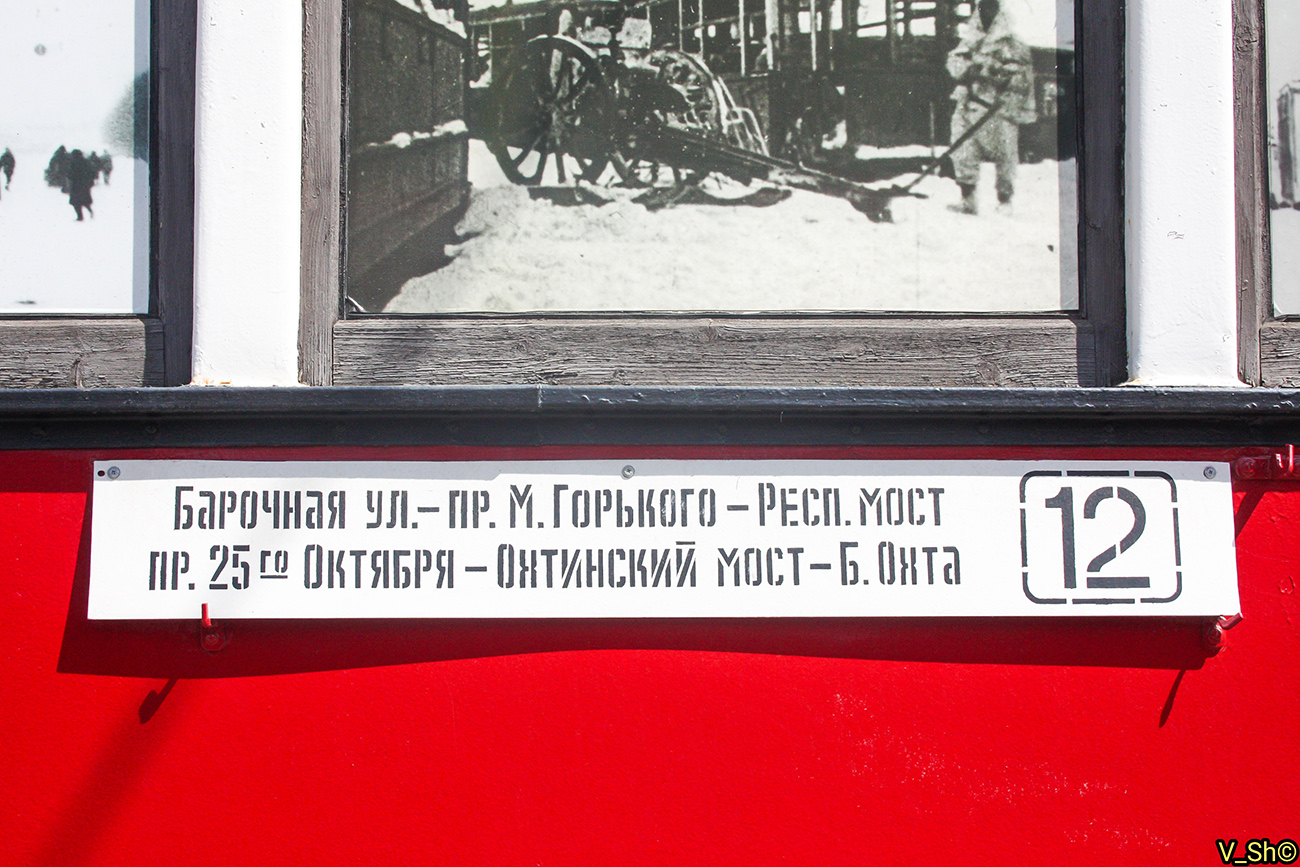 Барочная ул.–пр. М. Горького–Респ. мост
пр. 25го Октября–Охтинский мост–Б. Охта
12
V_Sh©